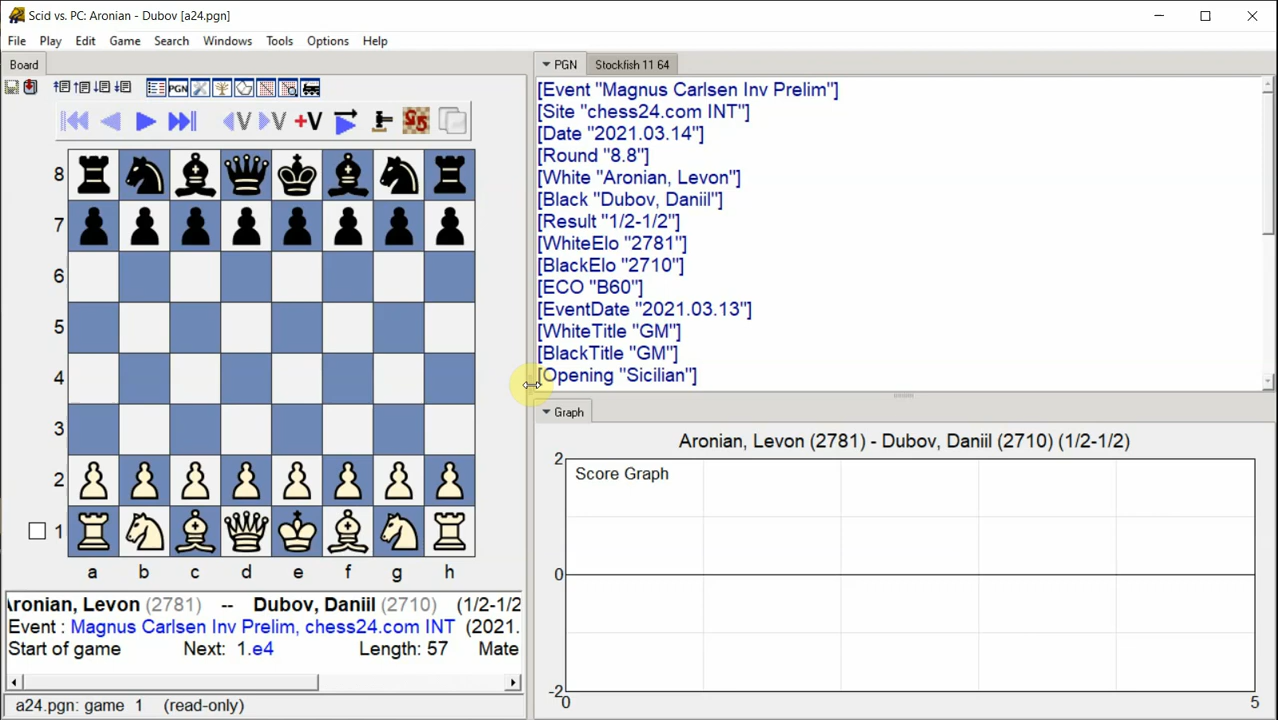 Scid vs. PC: Aronian - Dubov [a24.pgn]
File Play Edit Game Search Windows Tools Options Help
Board
PGN
V V +V
8
7
6
5
4
3
2
1
a b c d e f g h
Aronian, Levon (2781) -- Dubov, Daniil (2710) (1/2-1/2
Event : Magnus Carlsen Inv Prelim, chess24.com INT (2021.
Start of game Next: 1.e4 Length: 57 Mate
a24.pgn: game 1 (read-only)
PGN Stockfish 11 64
[Event "Magnus Carlsen Inv Prelim"]
[Site "chess24.com INT"]
[Date "2021.03.14"]
[Round "8.8"]
[White "Aronian, Levon"]
[Black "Dubov, Daniil"]
[Result "1/2-1/2"]
[WhiteElo "2781"]
[BlackElo "2710"]
[ECO "B60"]
[EventDate "2021.03.13"]
[WhiteTitle "GM"]
[BlackTitle "GM"]
[Opening "Sicilian"]
Graph
Aronian, Levon (2781) - Dubov, Daniil (2710) (1/2-1/2)
2
Score Graph
0
-2
0 5